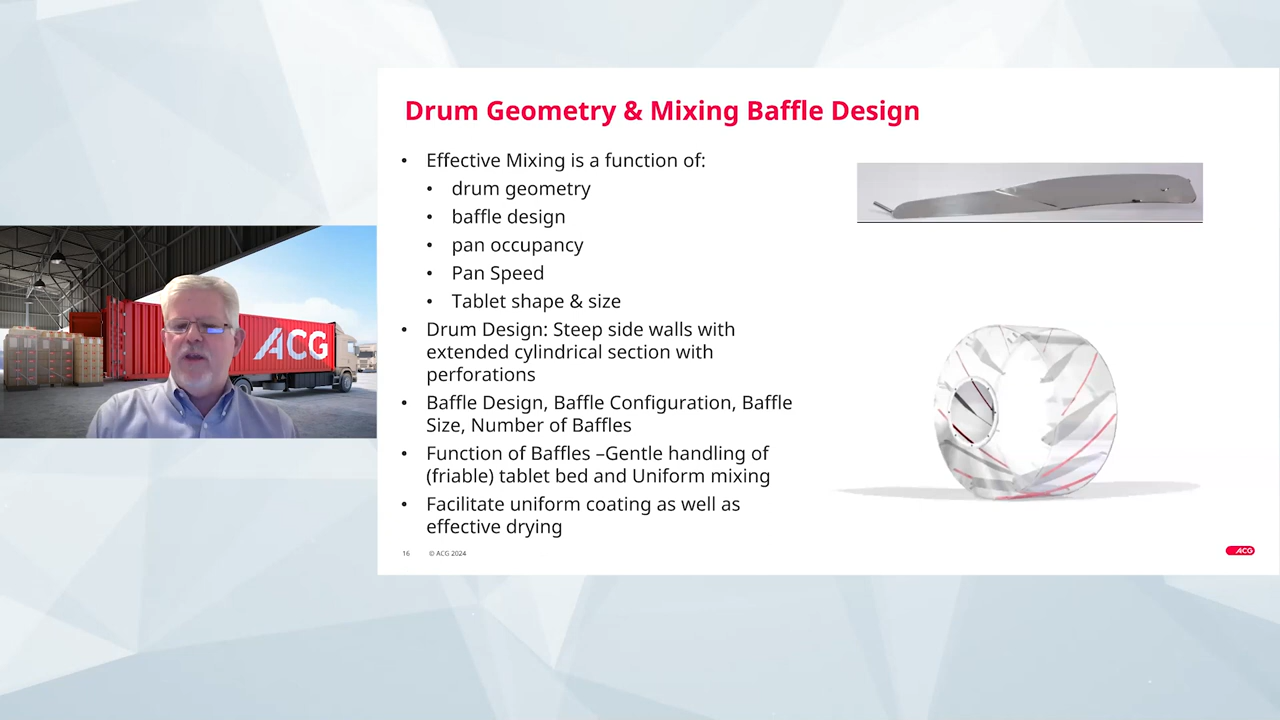 Drum Geometry & Mixing Baffle Design
• Effective Mixing is a function of:
• drum geometry
• baffle design
• pan occupancy
• Pan Speed
• Tablet shape & size
• Drum Design: Steep side walls with
extended cylindrical section with
perforations
• Baffle Design, Baffle Configuration, Baffle
Size, Number of Baffles
• Function of Baffles –Gentle handling of
(friable) tablet bed and Uniform mixing
• Facilitate uniform coating as well as
effective drying
16 © ACG 2024
ACG
ACG